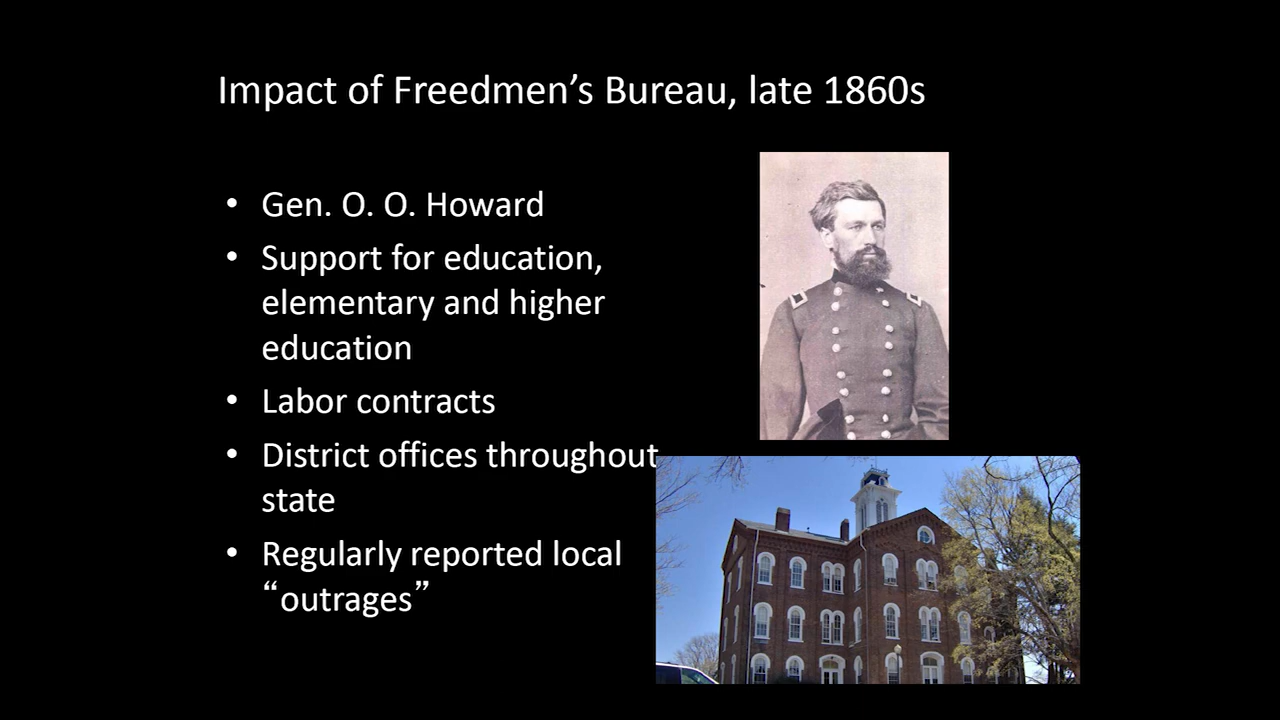 Impact of Freedmen’s Bureau, late 1860s
• Gen. O. O. Howard
• Support for education,
elementary and higher
education
• Labor contracts
• District offices throughout
state
• Regularly reported local
“outrages”